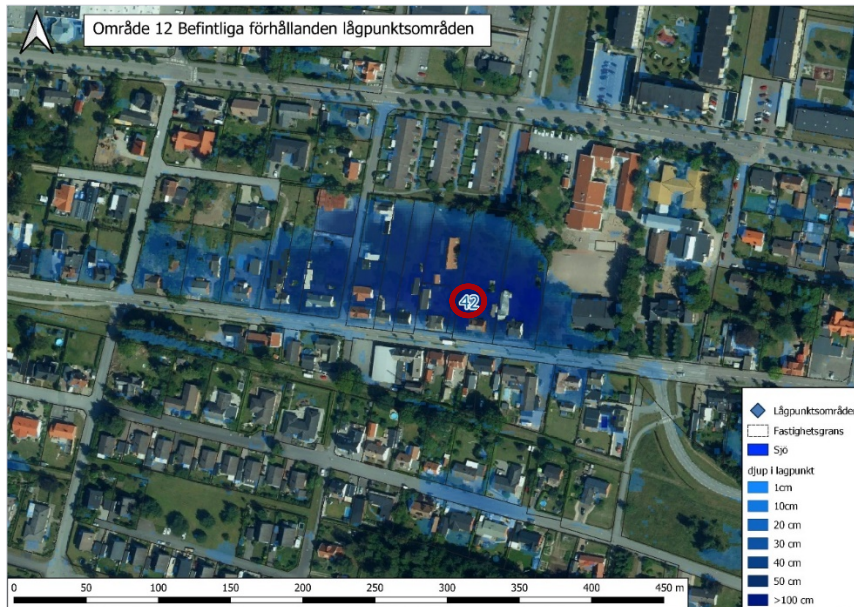 Område 12 Befintliga förhållanden lågpunktsområden
42
Lågpunktsområden
Fastighetsgrans
Sjö
djup i lagpunkt
1cm
10cm
20 cm
30 cm
40 cm
50 cm
>100 cm
0 50 100 150 200 250 300 350 400 450 m